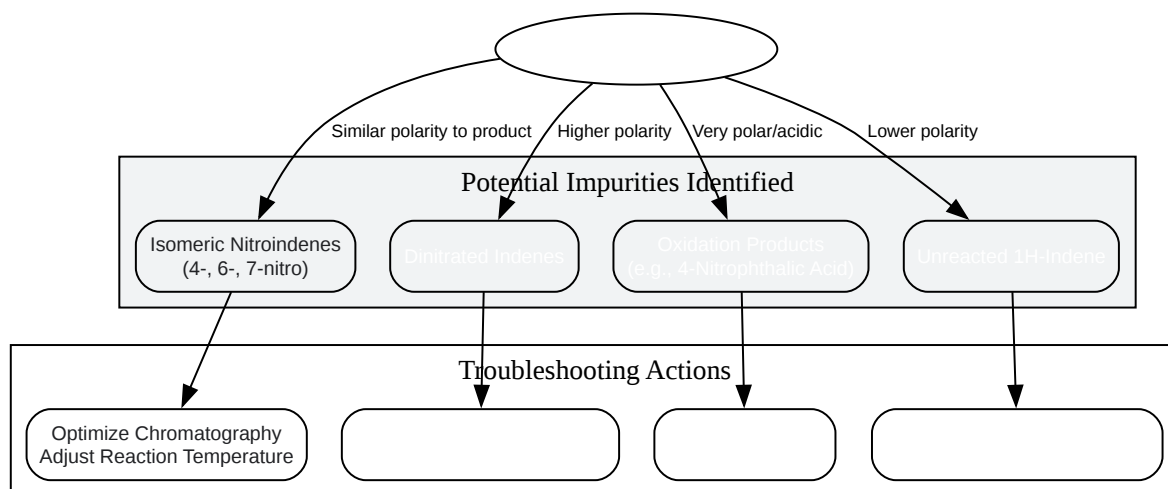 Similar polarity to product
Higher polarity
Very polar/acidic
Lower polarity
Potential Impurities Identified
Isomeric Nitroindenes
(4-, 6-, 7-nitro)
Dinitrated Indenes
Oxidation Products
(e.g., 4-Nitrophthalic Acid)
Unreacted 1H-Indene
Troubleshooting Actions
Optimize Chromatography
Adjust Reaction Temperature